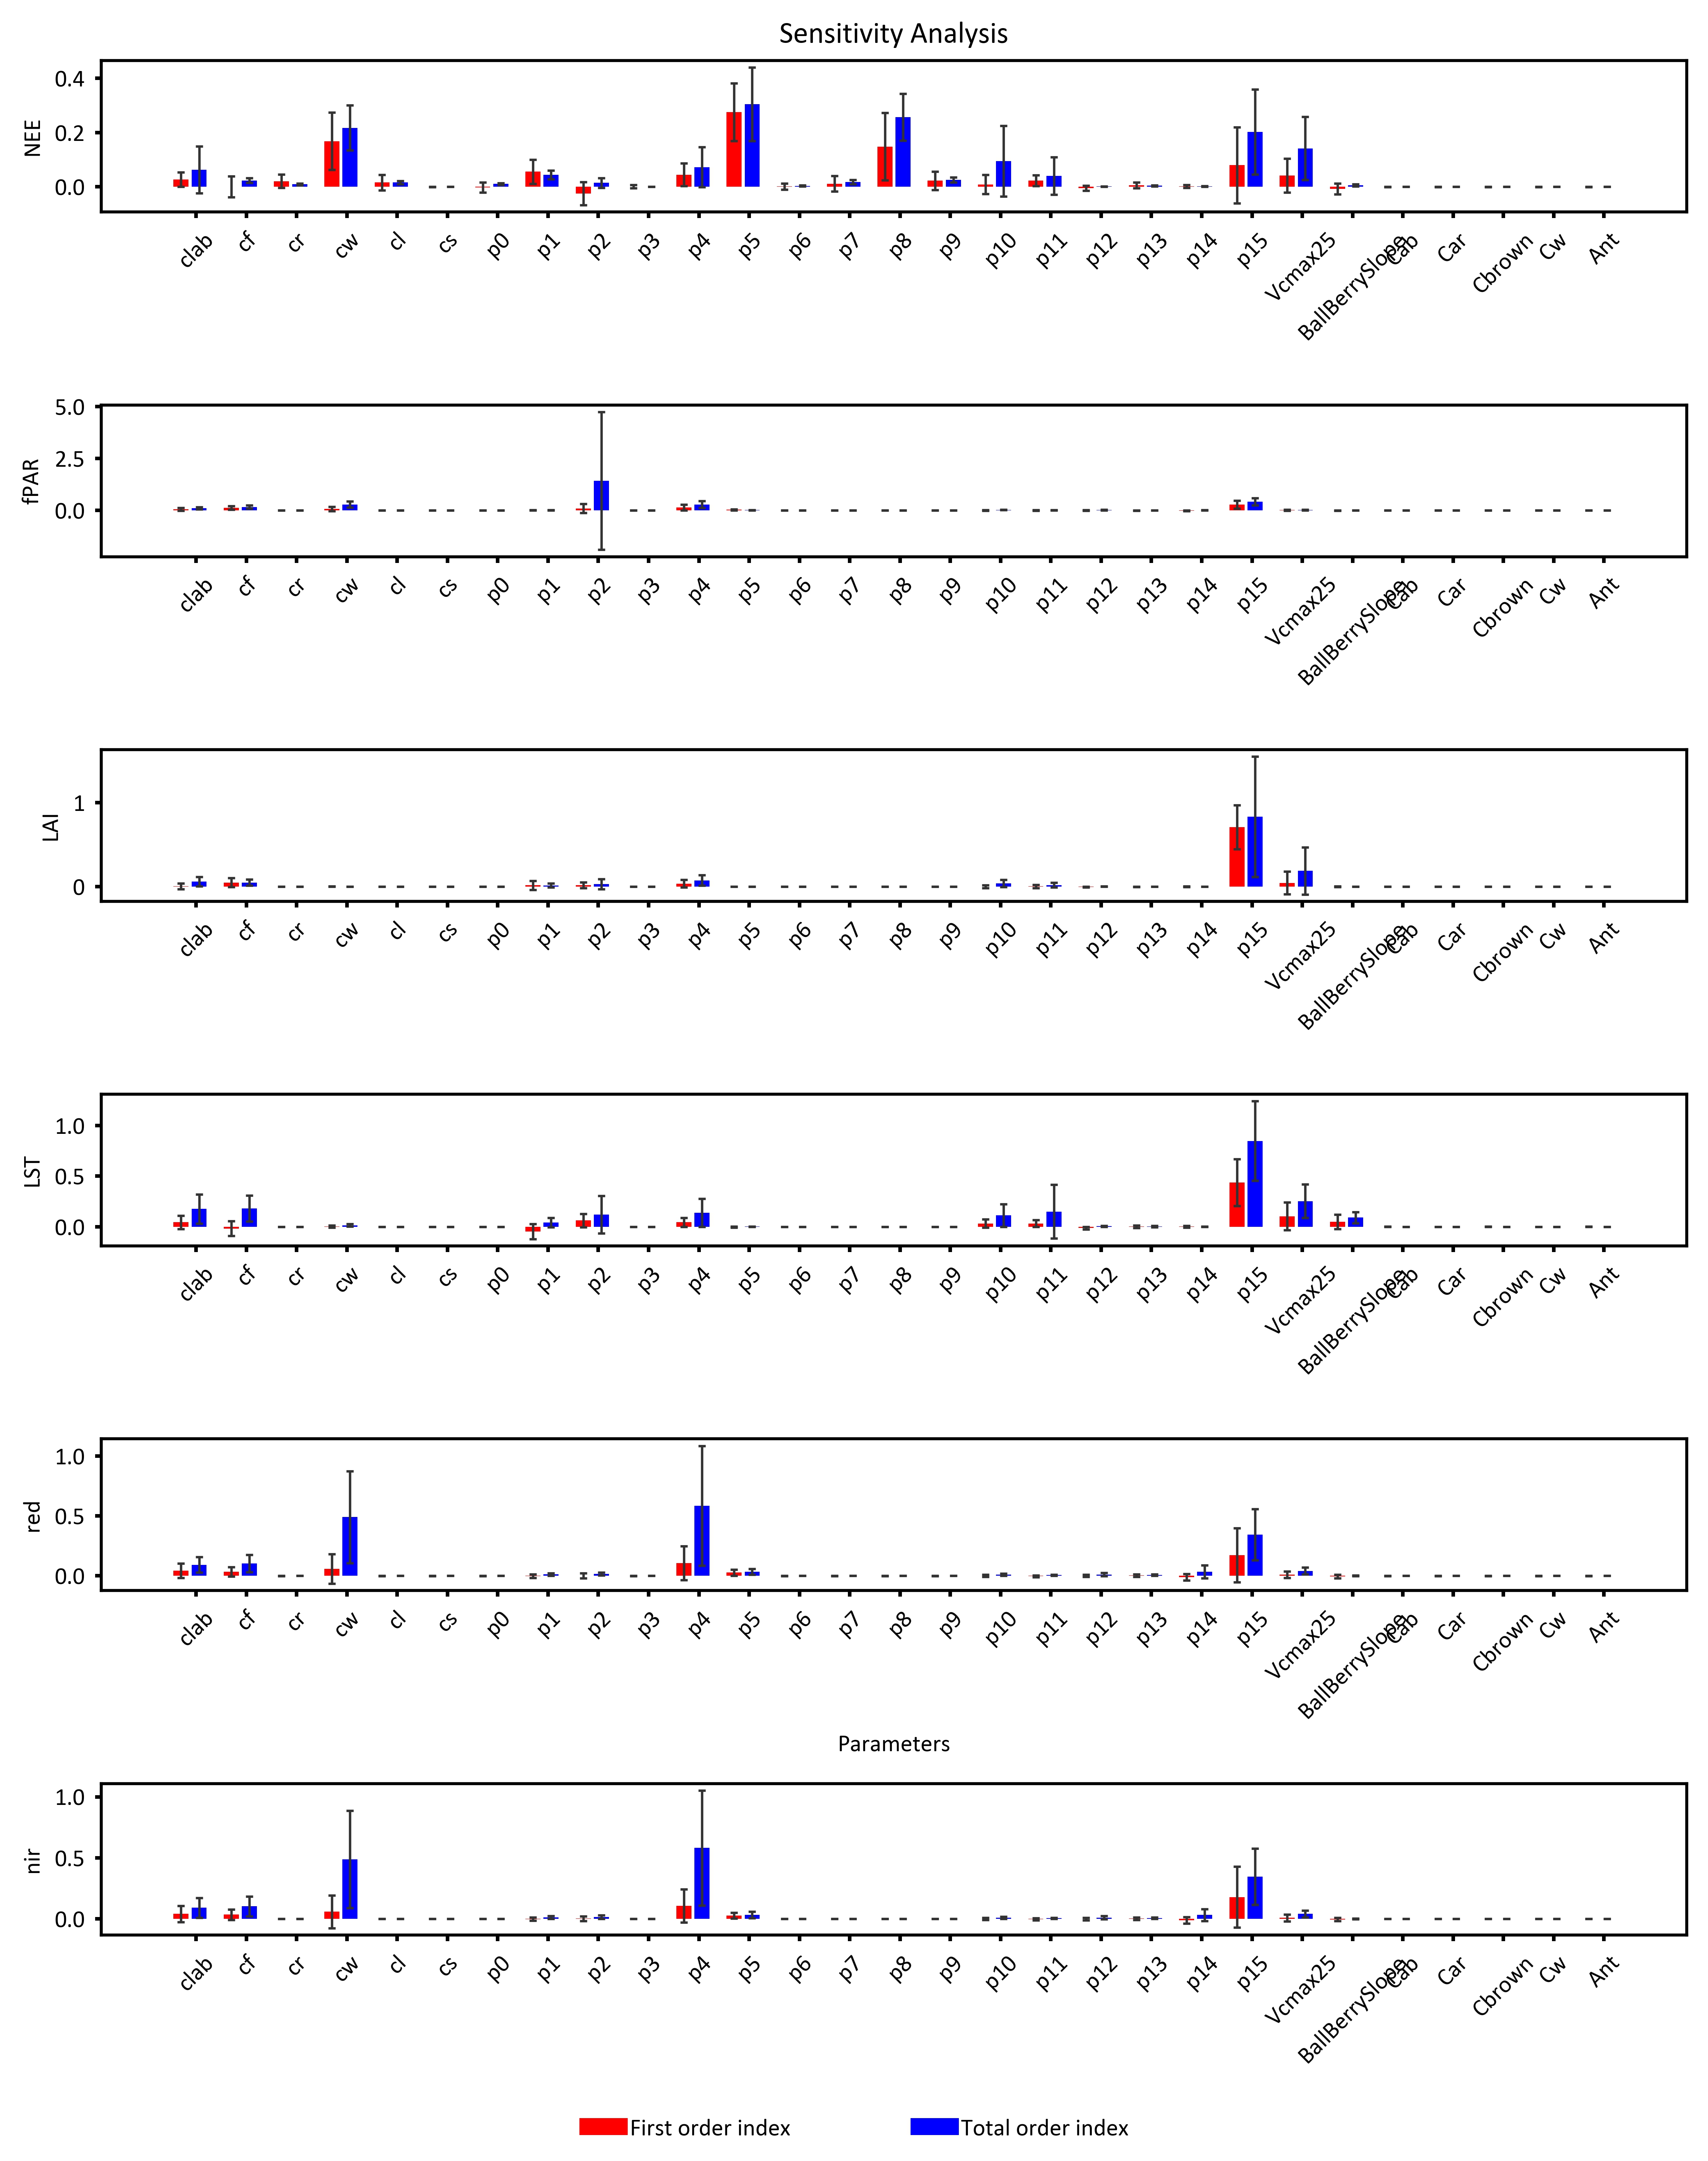 Sensitivity Analysis
NEE
0.4
0.2
0.0
clab cf cr cw cl cs p0 p1 p2 p3 p4 p5 p6 p7 p8 p9 p10 p11 p12 p13 p14 p15 Vcmax25 BallBerrySlope Cab Car Cbrown Cw Ant
fPAR
5.0
2.5
0.0
clab cf cr cw cl cs p0 p1 p2 p3 p4 p5 p6 p7 p8 p9 p10 p11 p12 p13 p14 p15 Vcmax25 BallBerrySlope Cab Car Cbrown Cw Ant
LAI
1
0
clab cf cr cw cl cs p0 p1 p2 p3 p4 p5 p6 p7 p8 p9 p10 p11 p12 p13 p14 p15 Vcmax25 BallBerrySlope Cab Car Cbrown Cw Ant
LST
1.0
0.5
0.0
clab cf cr cw cl cs p0 p1 p2 p3 p4 p5 p6 p7 p8 p9 p10 p11 p12 p13 p14 p15 Vcmax25 BallBerrySlope Cab Car Cbrown Cw Ant
red
1.0
0.5
0.0
clab cf cr cw cl cs p0 p1 p2 p3 p4 p5 p6 p7 p8 p9 p10 p11 p12 p13 p14 p15 Vcmax25 BallBerrySlope Cab Car Cbrown Cw Ant
Parameters
nir
1.0
0.5
0.0
clab cf cr cw cl cs p0 p1 p2 p3 p4 p5 p6 p7 p8 p9 p10 p11 p12 p13 p14 p15 Vcmax25 BallBerrySlope Cab Car Cbrown Cw Ant
First order index Total order index